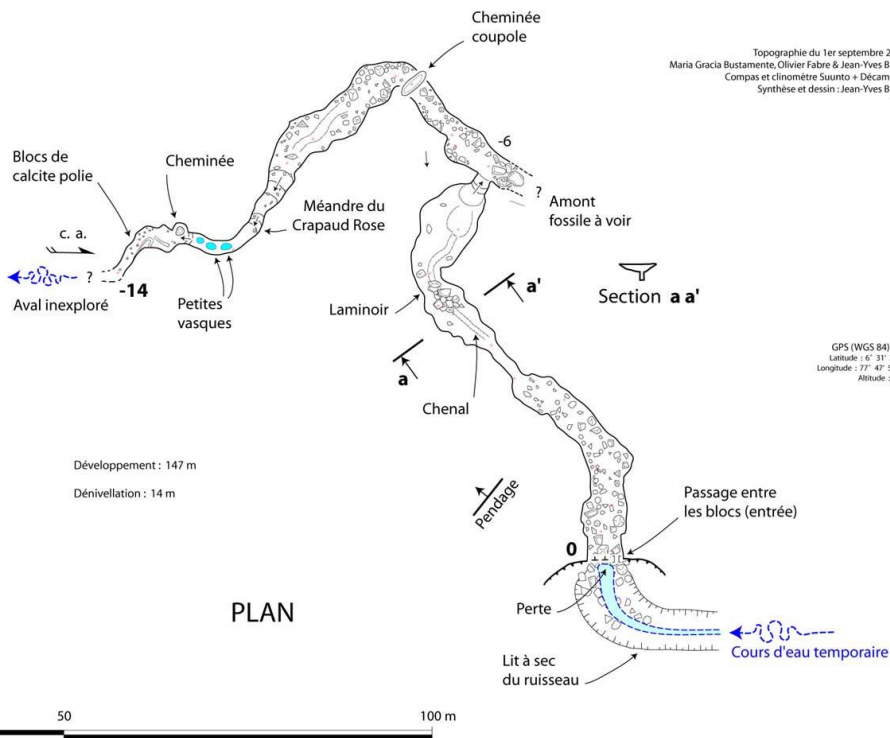 Cheminée
coupole
Topographie du 1er septembre 2
Maria Gracia Bustamente, Olivier Fabre & Jean-Yves B
Compas et clinomètre Suunto + Décam
Synthèse et dessin : Jean-Yves B
-6
Blocs de
calcite polie
Cheminée
?
Amont
fossile à voir
Méandre du
Crapaud Rose
c. a.
?
-14
Aval inexploré
Petites
vasques
Laminoir
a'
Section a a'
a
GPS (WGS 84)
Latitude : 6° 31'
Longitude : 77° 47' 5
Altitude :
Chenal
Développement : 147 m
Dénivellation : 14 m
Pendage
Passage entre
les blocs (entrée)
0
PLAN
Perte
Cours d'eau temporaire
Lit à sec
du ruisseau
50
100 m